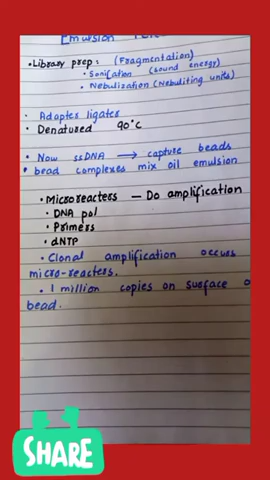 Emulsion
• Library prep: (Fragmentation)
• Sonification (sound energy)
• Nebulization (Nebuliting units)
• Adapter ligates
• Denatured 90°c
• Now ssDNA → capture beads
• bead complexes mix oil emulsion
• Microreacters — Do amplification
• DNA pol
• Primers
• dNTP
• Clonal amplification occurs
micro-reacters.
• 1 million copies on surface
bead.
SHARE